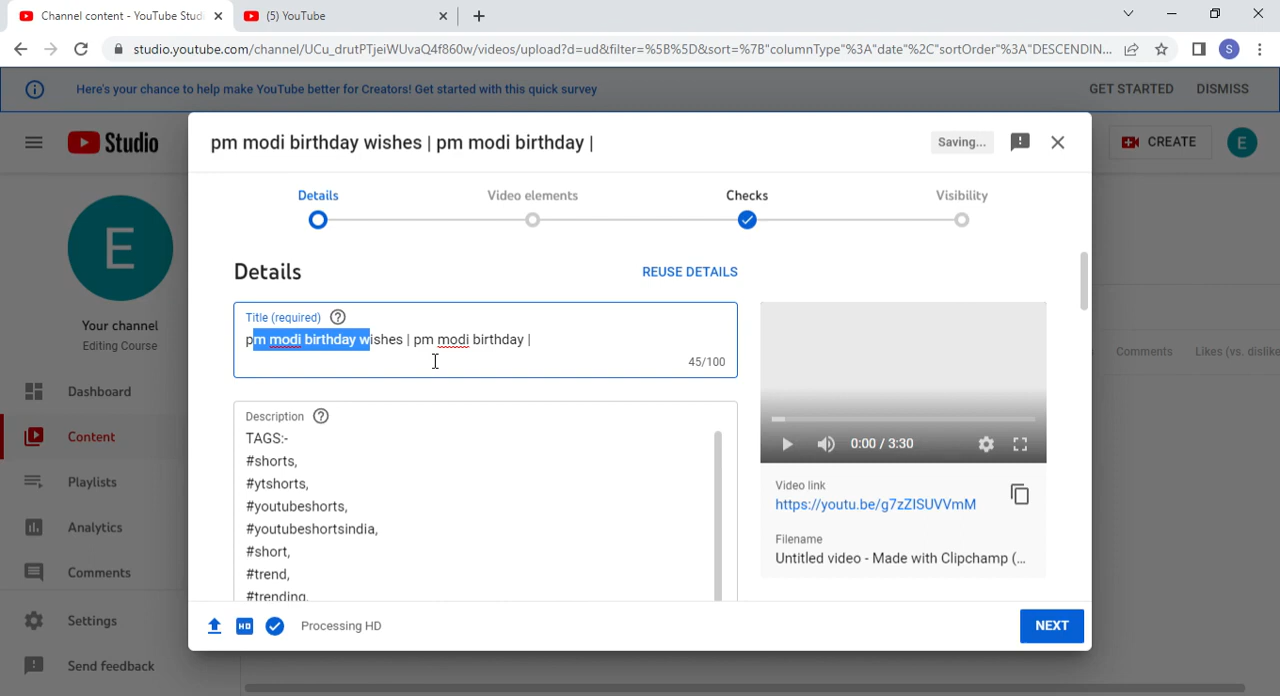 Channel content - YouTube Studi
(5) YouTube
studio.youtube.com/channel/UCu_drutPTjeiWUvaQ4f860w/videos/upload?d=ud&filter=%5B%5D&sort=%7B"columnType"%3A"date"%2C"sortOrder"%3A"DESCENDIN...
S
Here's your chance to help make YouTube better for Creators! Get started with this quick survey
GET STARTED
DISMISS
Studio
CREATE
E
pm modi birthday wishes | pm modi birthday |
Saving...
Details
Video elements
Checks
Visibility
E
Your channel
Editing Course
Dashboard
Content
Playlists
Analytics
Comments
Settings
Send feedback
Details
REUSE DETAILS
Title (required)
pm modi birthday wishes | pm modi birthday |
45/100
Description
TAGS:-
#shorts,
#ytshorts,
#youtubeshorts,
#youtubeshortsindia,
#short,
#trend,
#trending,
0:00 / 3:30
Video link
https://youtu.be/g7zZISUVVmM
Filename
Untitled video - Made with Clipchamp (...
Comments
Likes (vs. dislike
HD
Processing HD
NEXT